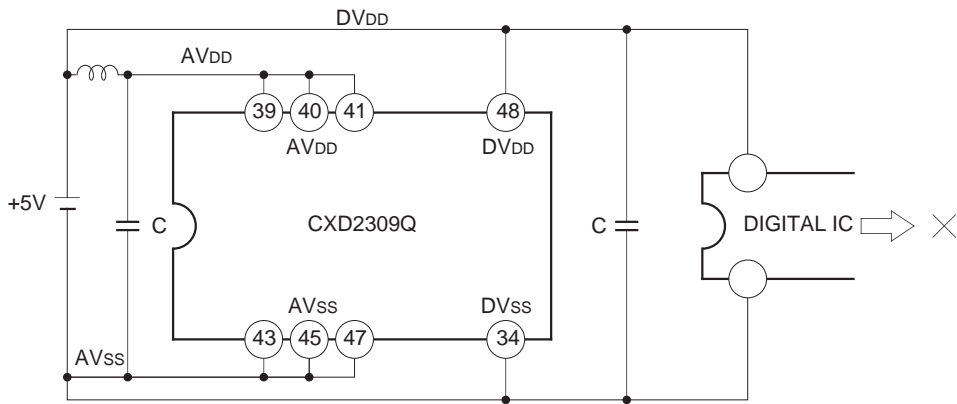 DVDD
AVDD
39 40 41 48
AVDD DVDD
+5V C CXD2309Q C DIGITAL IC
AVSS DVSS
43 45 47 34
AVSS